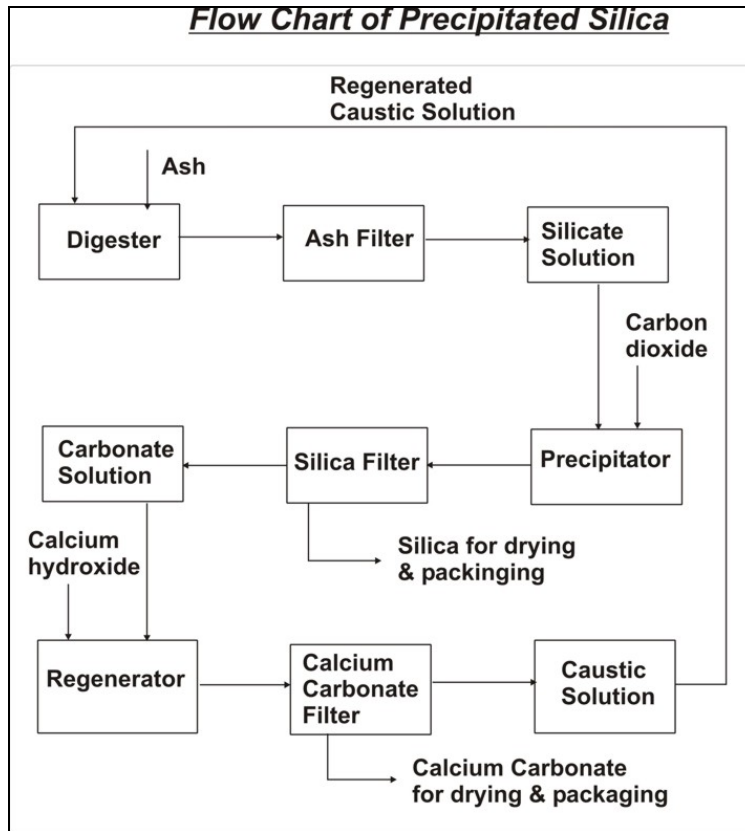 Flow Chart of Precipitated Silica
Regenerated
Caustic Solution
Ash
Digester
Ash Filter
Silicate
Solution
Carbon
dioxide
Carbonate
Solution
Silica Filter
Precipitator
Calcium
hydroxide
Silica for drying
& packinging
Regenerator
Calcium
Carbonate
Filter
Caustic
Solution
Calcium Carbonate
for drying & packaging